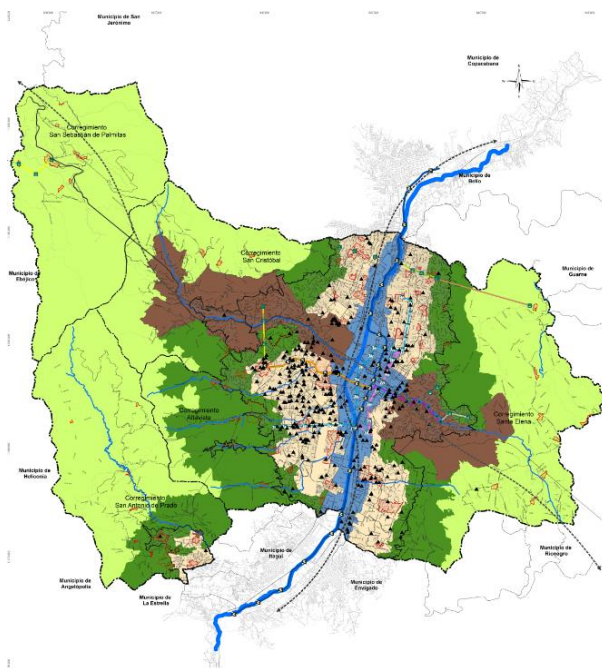 Municipio de San
Jerónimo
Municipio de
Copacabana
Corregimiento
San Sebastián de Palmitas
Municipio de
Bello
Corregimiento
San Cristóbal
Municipio de
Ebéjico
Municipio de
Guarne
Corregimiento
Altavista
Corregimiento
Santa Elena
Municipio de
Heliconia
Corregimiento
San Antonio de Prado
Municipio de
Itagüí
Municipio de
Rionegro
Municipio de
Angelópolis
Municipio de
La Estrella
Municipio de
Envigado